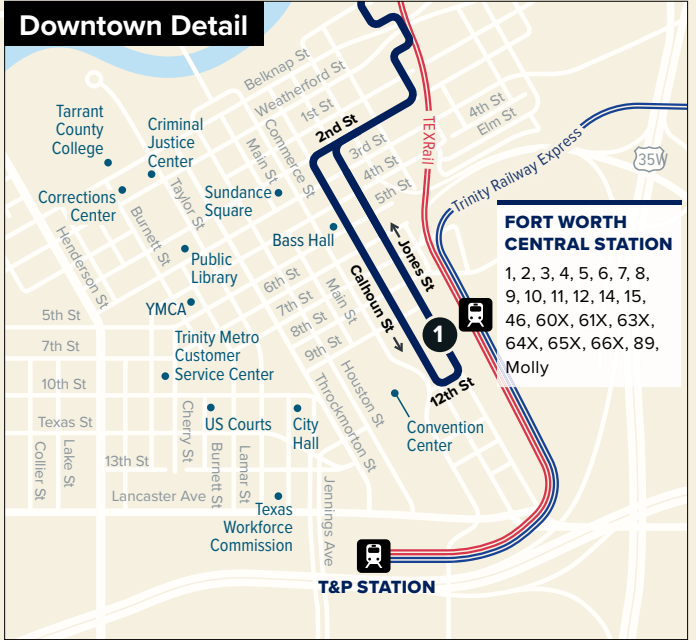 Downtown Detail
Belknap St
Weatherford St
1st St
2nd St
3rd St
4th St
5th St
4th St
Elm St
Commerce St
Main St
TEXRail
Trinity Railway Express
35W
Tarrant
County
College
Criminal
Justice
Center
Corrections
Center
Sundance
Square
Bass Hall
Taylor St
Burnett St
Henderson St
Public
Library
YMCA
Trinity Metro
Customer
Service Center
FORT WORTH
CENTRAL STATION
1, 2, 3, 4, 5, 6, 7, 8,
9, 10, 11, 12, 14, 15,
46, 60X, 61X, 63X,
64X, 65X, 66X, 89,
Molly
Jones St
Calhoun St
1
12th St
6th St
7th St
8th St
9th St
Main St
Houston St
Throckmorton St
5th St
7th St
10th St
Texas St
13th St
Lancaster Ave
Collier St
Lake St
Cherry St
Burnett St
Lamar St
Jennings Ave
US Courts
City
Hall
Convention
Center
Texas
Workforce
Commission
T&P STATION